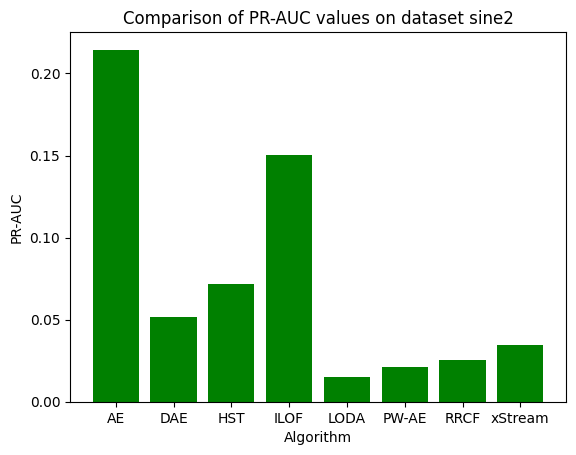 Comparison of PR-AUC values on dataset sine2
PR-AUC
0.20
0.15
0.10
0.05
0.00
AE DAE HST ILOF LODA PW-AE RRCF xStream
Algorithm